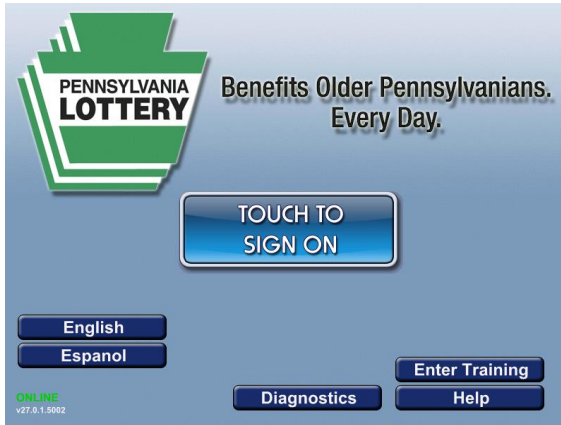 PENNSYLVANIA
LOTTERY
Benefits Older Pennsylvanians.
Every Day.
TOUCH TO
SIGN ON
English
Espanol
Enter Training
Diagnostics
Help
ONLINE
v27.0.1.5002